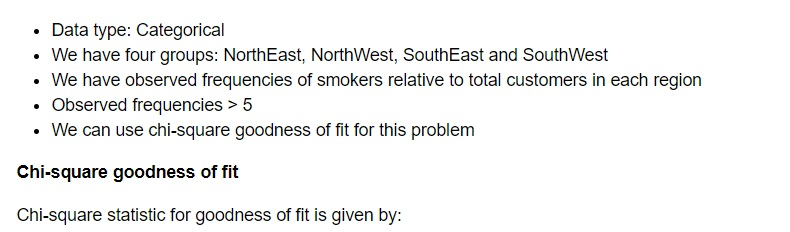 • Data type: Categorical
• We have four groups: NorthEast, NorthWest, SouthEast and SouthWest
• We have observed frequencies of smokers relative to total customers in each region
• Observed frequencies > 5
• We can use chi-square goodness of fit for this problem
Chi-square goodness of fit
Chi-square statistic for goodness of fit is given by: